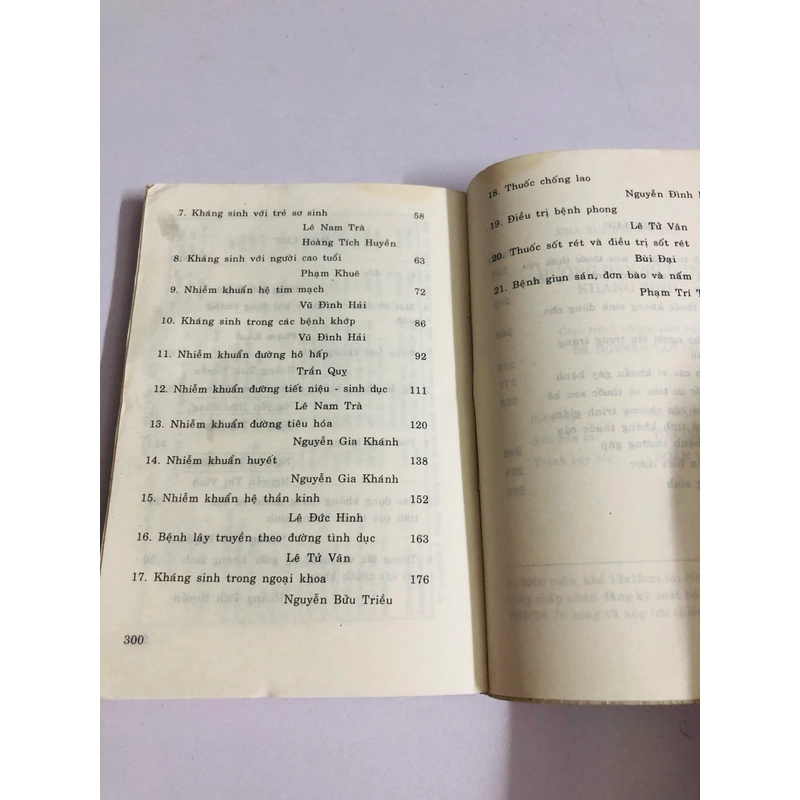 7. Kháng sinh với trẻ sơ sinh 58
Lê Nam Trà
Hoàng Tích Huyền
8. Kháng sinh với người cao tuổi 63
Phạm Khuê
9. Nhiễm khuẩn hệ tim mạch 72
Vũ Đình Hải
10. Kháng sinh trong các bệnh khớp 86
Vũ Đình Hải
11. Nhiễm khuẩn đường hô hấp 92
Trần Quỵ
12. Nhiễm khuẩn đường tiết niệu - sinh dục 111
Lê Nam Trà
13. Nhiễm khuẩn đường tiêu hóa 120
Nguyễn Gia Khánh
14. Nhiễm khuẩn huyết 138
Nguyễn Gia Khánh
15. Nhiễm khuẩn hệ thần kinh 152
Lê Đức Hinh
16. Bệnh lây truyền theo đường tình dục 163
Lê Tử Vân
17. Kháng sinh trong ngoại khoa 176
Nguyễn Bửu Triều
300
18. Thuốc chống lao
Nguyễn Đình
19. Điều trị bệnh phong
Lê Tử Vân
20. Thuốc sốt rét và điều trị sốt rét
Bùi Đại
21. Bệnh giun sán, đơn bào và nấm
Phạm Trí